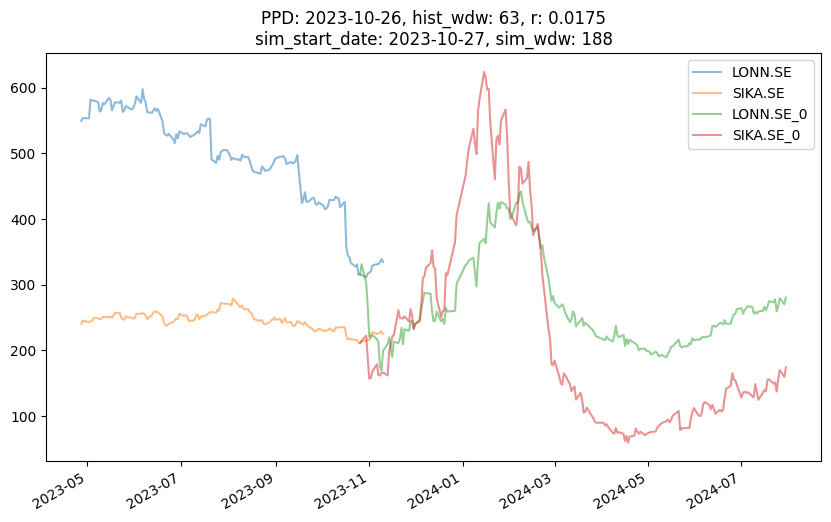 PPD: 2023-10-26, hist_wdw: 63, r: 0.0175
sim_start_date: 2023-10-27, sim_wdw: 188
LONN.SE
SIKA.SE
LONN.SE_0
SIKA.SE_0
600
500
400
300
200
100
2023-05
2023-07
2023-09
2023-11
2024-01
2024-03
2024-05
2024-07